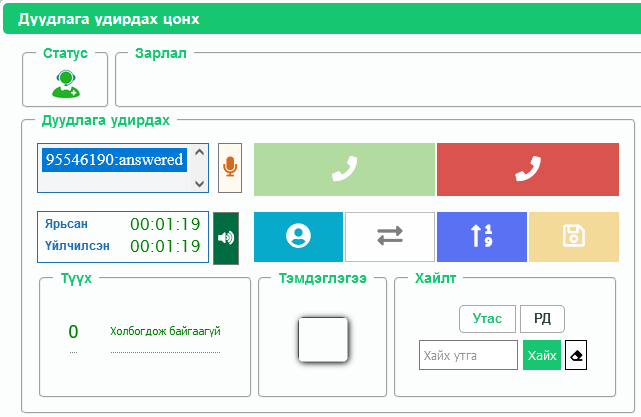 Дуудлага удирдах цонх
Статус
Зарлал
Дуудлага удирдах
95546190:answered
Ярьсан 00:01:19
Үйлчилсэн 00:01:19
Түүх
0 Холбогдож байгаагүй
Тэмдэглэгээ
Хайлт
Утас РД
Хайх утга Хайх